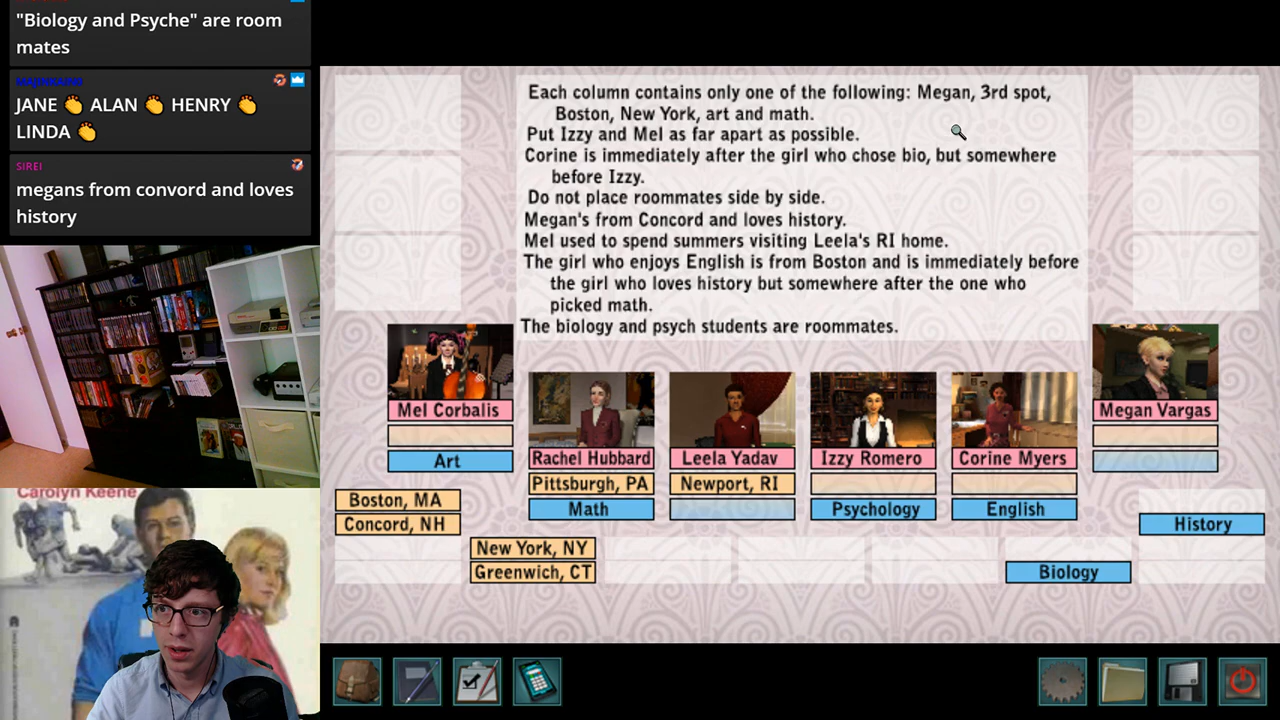 "Biology and Psyche" are room
mates
JANE 👏 ALAN 👏 HENRY 👏
LINDA 👏
SIREI
megans from convord and loves
history
Each column contains only one of the following: Megan, 3rd spot,
Boston, New York, art and math.
Put Izzy and Mel as far apart as possible.
Corine is immediately after the girl who chose bio, but somewhere
before Izzy.
Do not place roommates side by side.
Megan's from Concord and loves history.
Mel used to spend summers visiting Leela's RI home.
The girl who enjoys English is from Boston and is immediately before
the girl who loves history but somewhere after the one who
picked math.
The biology and psych students are roommates.
Mel Corbalis
Art
Rachel Hubbard
Pittsburgh, PA
Math
Leela Yadav
Newport, RI
Izzy Romero
Psychology
Corine Myers
English
Megan Vargas
Boston, MA
Concord, NH
History
New York, NY
Greenwich, CT
Biology
Carolyn Keene